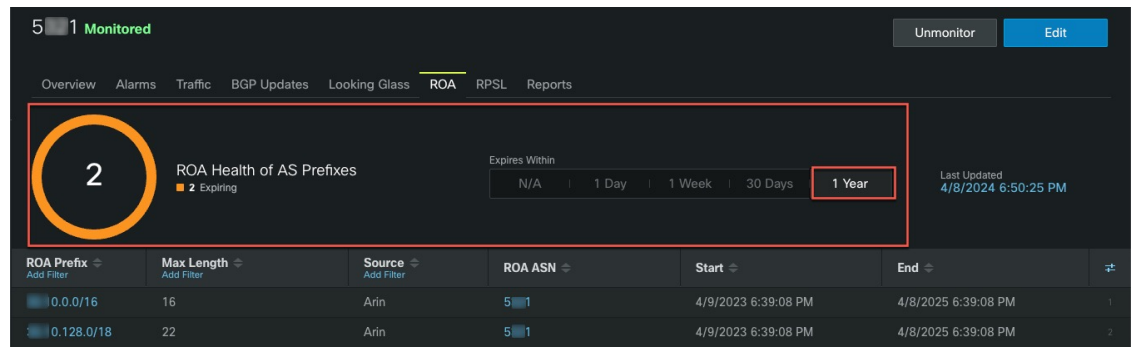 5 1 Monitored
Unmonitor Edit
Overview Alarms Traffic BGP Updates Looking Glass ROA RPSL Reports
2
ROA Health of AS Prefixes
2 Expiring
Expires Within
N/A 1 Day 1 Week 30 Days 1 Year
Last Updated
4/8/2024 6:50:25 PM
ROA Prefix Max Length Source ROA ASN Start End
Add Filter Add Filter Add Filter
0.0.0/16 16 Arin 5 1 4/9/2023 6:39:08 PM 4/8/2025 6:39:08 PM 1
0.128.0/18 22 Arin 5 1 4/9/2023 6:39:08 PM 4/8/2025 6:39:08 PM 2